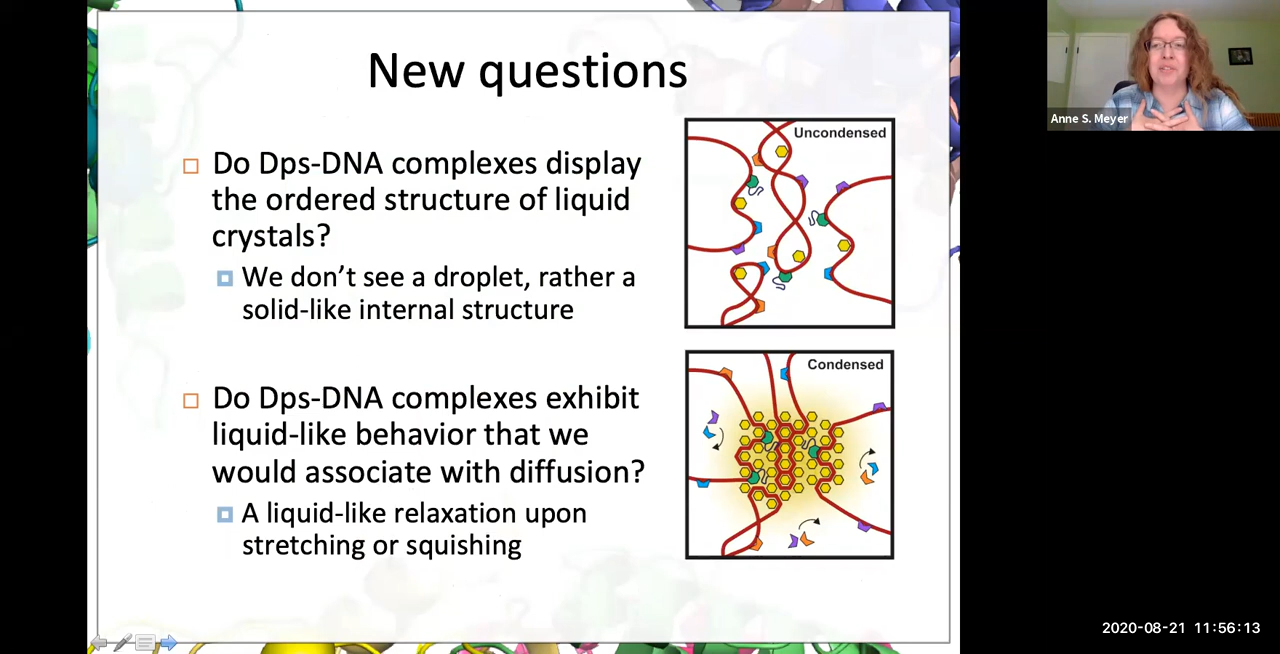 New questions
Do Dps-DNA complexes display
the ordered structure of liquid
crystals?
We don’t see a droplet, rather a
solid-like internal structure
Do Dps-DNA complexes exhibit
liquid-like behavior that we
would associate with diffusion?
A liquid-like relaxation upon
stretching or squishing
Uncondensed
Condensed
Anne S. Meyer
2020-08-21 11:56:13